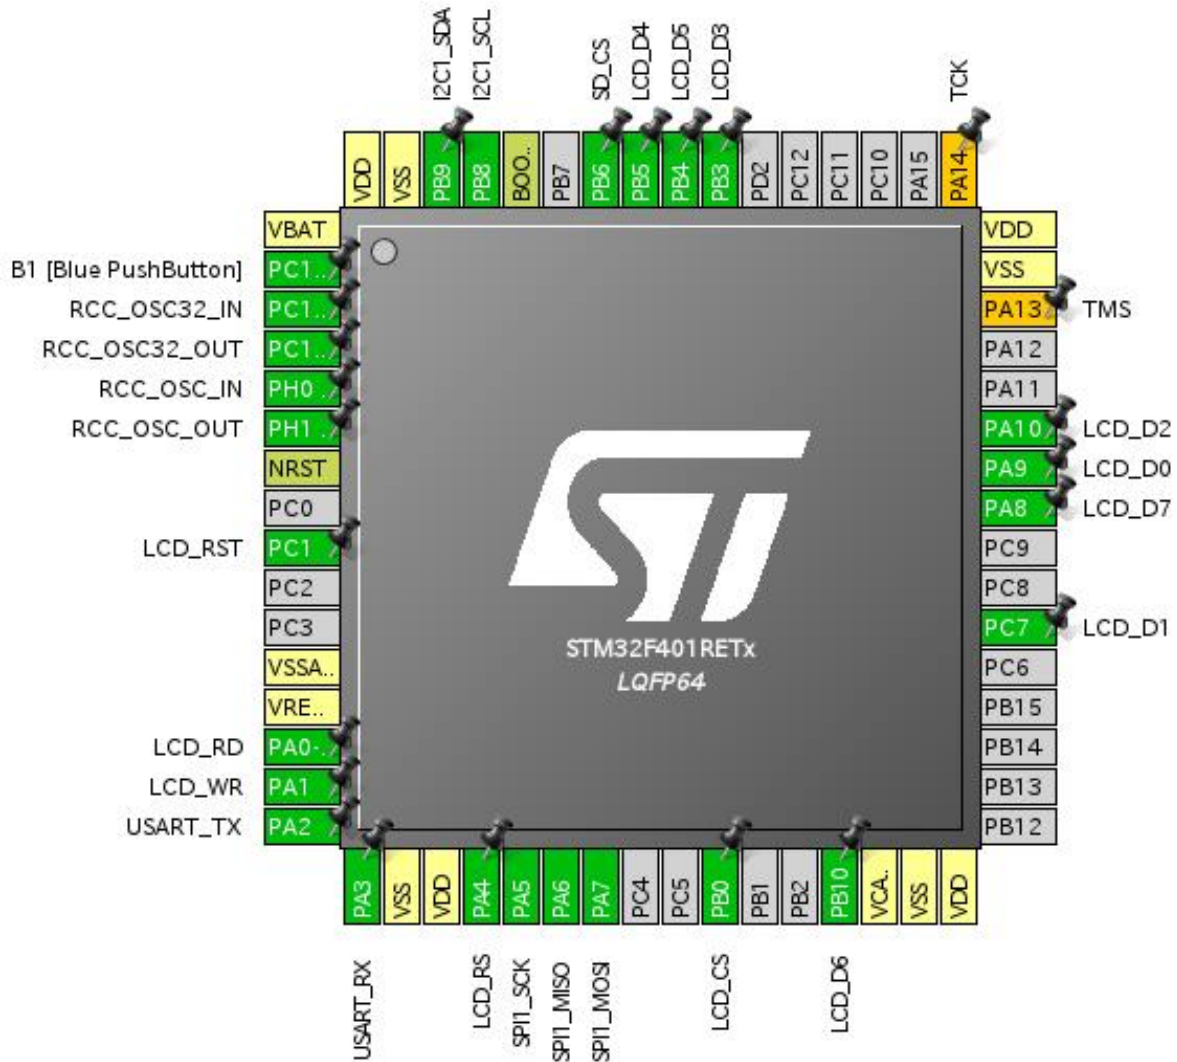 I2C1_SDA
I2C1_SCL
SD_CS
LCD_D4
LCD_D5
LCD_D3
TCK
VDD
VSS
PB9
PB8
BOO..
PB7
PB6
PB5
PB4
PB3
PD2
PC12
PC11
PC10
PA15
PA14.
VBAT
B1 [Blue PushButton] PC1..
RCC_OSC32_IN PC1..
RCC_OSC32_OUT PC1..
RCC_OSC_IN PH0 .
RCC_OSC_OUT PH1 .
NRST
PC0
LCD_RST PC1
PC2
PC3
VSSA..
VRE..
LCD_RD PA0-.
LCD_WR PA1
USART_TX PA2
ST
STM32F401RETx
LQFP64
VDD
VSS
PA13 TMS
PA12
PA11
PA10 LCD_D2
PA9 LCD_D0
PA8 LCD_D7
PC9
PC8
PC7 LCD_D1
PC6
PB15
PB14
PB13
PB12
PA3
VSS
VDD
PA4
PA5
PA6
PA7
PC4
PC5
PB0
PB1
PB2
PB10
VCA.
VSS
VDD
USART_RX
LCD_RS
SPI1_SCK
SPI1_MISO
SPI1_MOSI
LCD_CS
LCD_D6